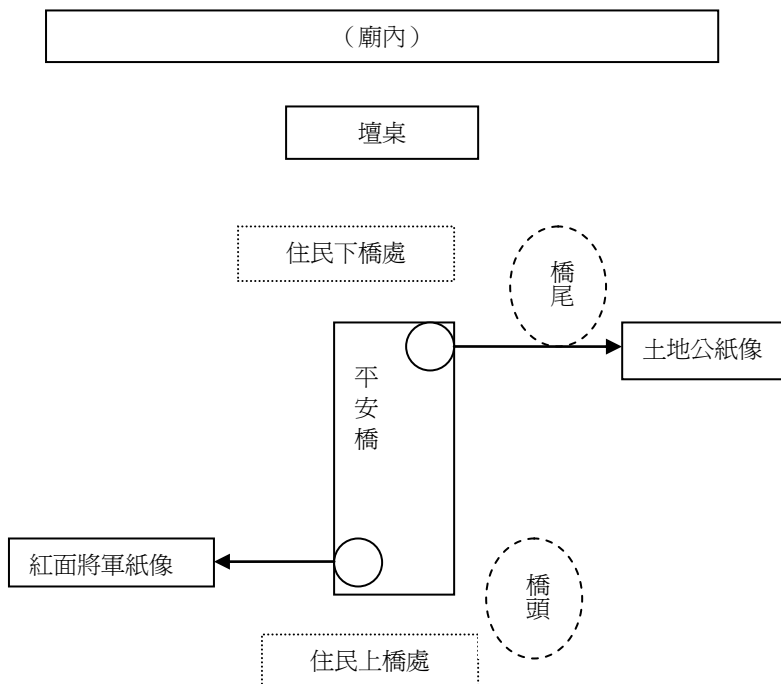 （廟內）
壇桌
住民下橋處
橋尾
土地公紙像
平安橋
紅面將軍紙像
橋頭
住民上橋處